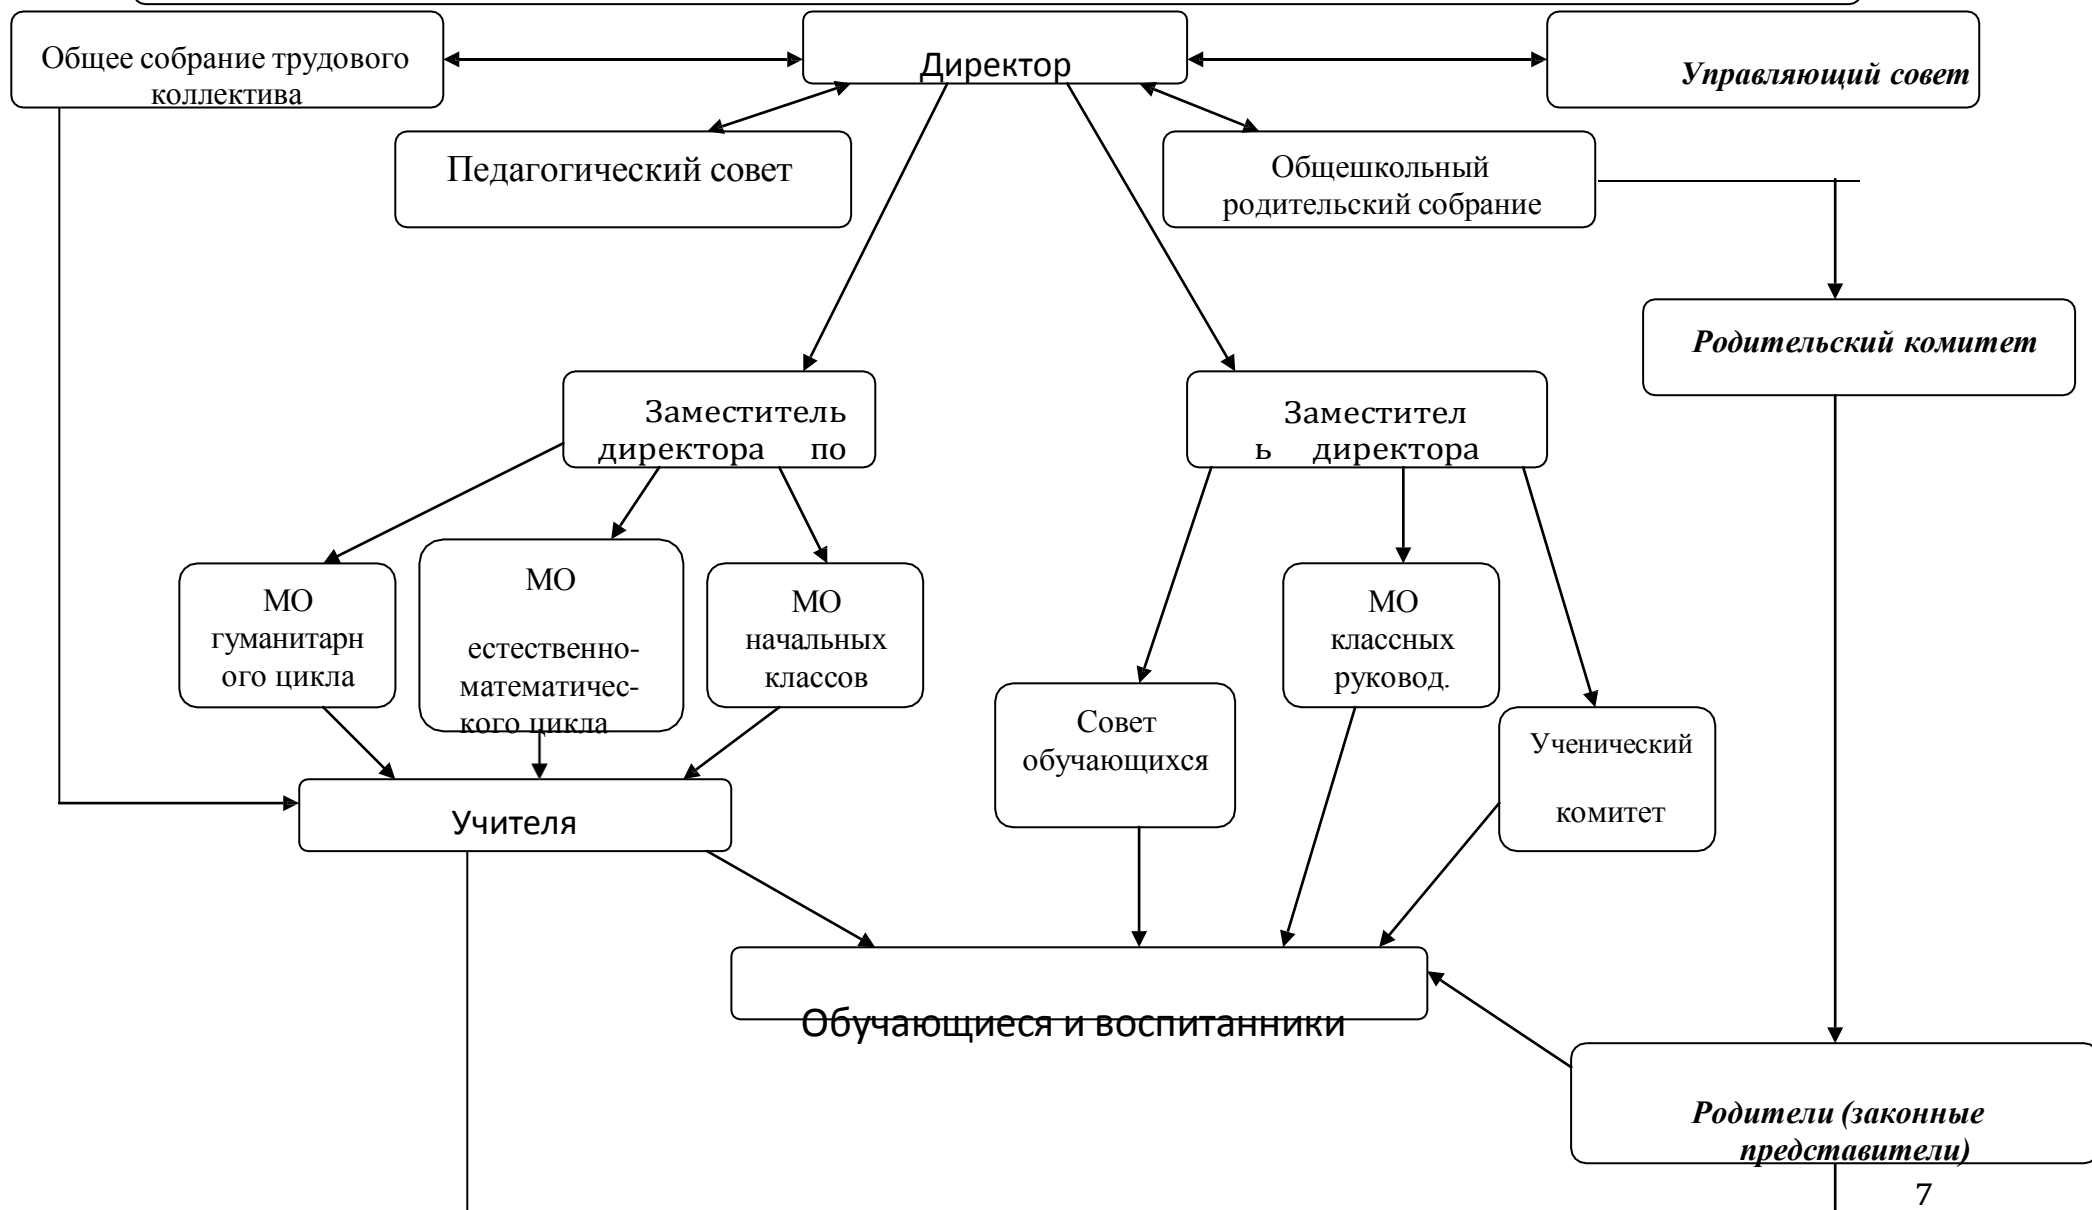 Общее собрание трудового
коллектива
Директор
Управляющий совет
Педагогический совет
Общешкольный
родительский собрание
Родительский комитет
Заместитель
директора по
Заместител
ь директора
МО
гуманитарн
ого цикла
МО
естественно-
математичес-
кого цикла
МО
начальных
классов
Совет
обучающихся
МО
классных
руковод.
Ученический
комитет
Учителя
Обучающиеся и воспитанники
Родители (законные
представители)
7